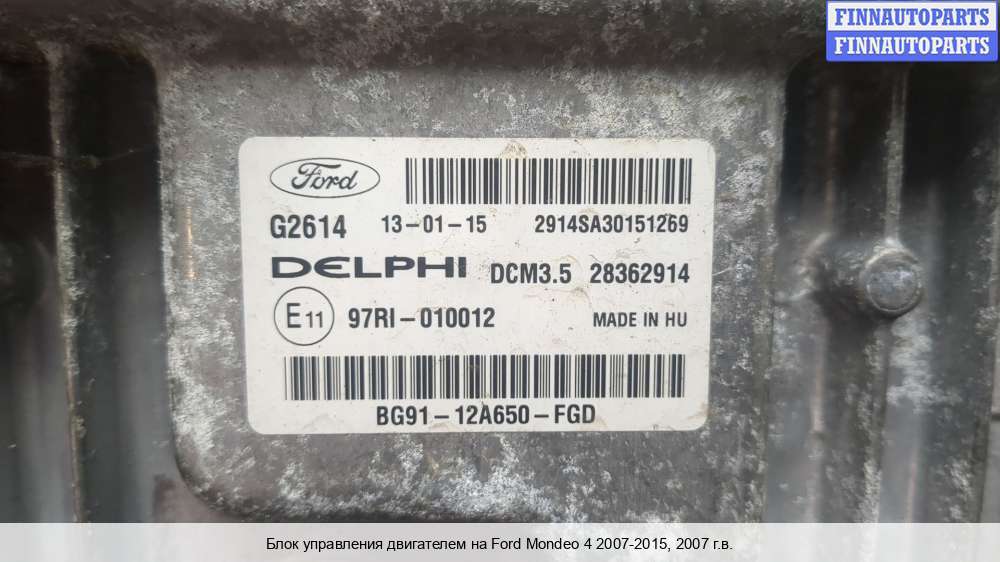 FINNAUTOPARTS
FINNAUTOPARTS
Ford
G2614 13-01-15 2914SA30151269
DELPHI DCM3.5 28362914
E11 97RI-010012 MADE IN HU
BG91-12A650-FGD
Блок управления двигателем на Ford Mondeo 4 2007-2015, 2007 г.в.